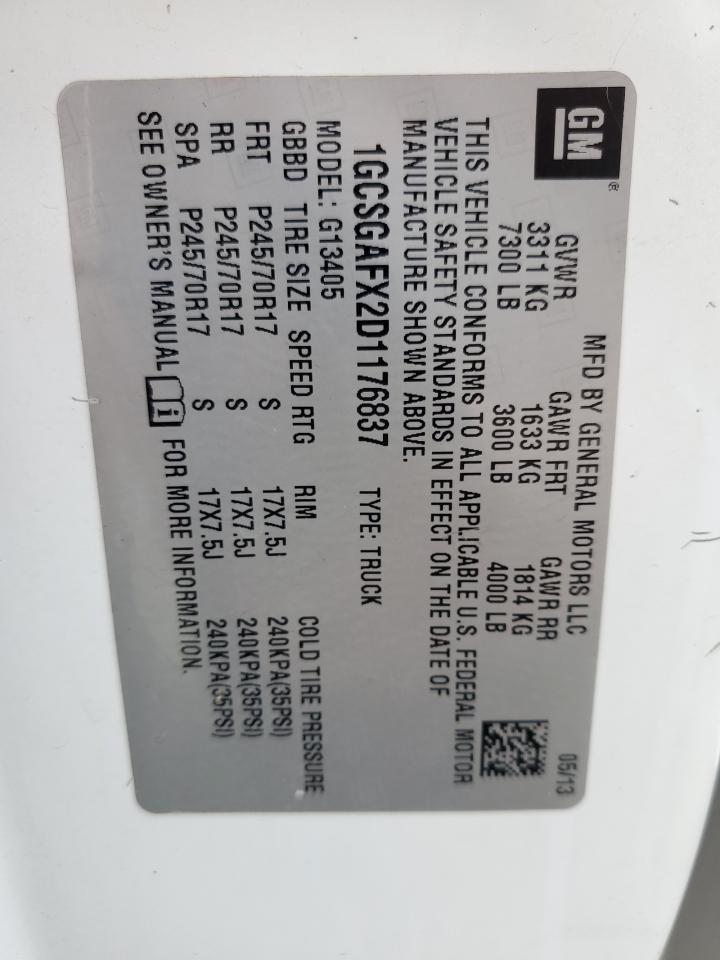 GM®
MFD BY GENERAL MOTORS LLC 05/13
GVWR GAWR FRT GAWR RR
3311 KG 1633 KG 1814 KG
7300 LB 3600 LB 4000 LB
THIS VEHICLE CONFORMS TO ALL APPLICABLE U.S. FEDERAL MOTOR
VEHICLE SAFETY STANDARDS IN EFFECT ON THE DATE OF
MANUFACTURE SHOWN ABOVE.
1GCSGAFX2D1176837 TYPE: TRUCK
MODEL: G13405
GBBD TIRE SIZE SPEED RTG RIM COLD TIRE PRESSURE
FRT P245/70R17 S 17X7.5J 240KPA(35PSI)
RR P245/70R17 S 17X7.5J 240KPA(35PSI)
SPA P245/70R17 S 17X7.5J 240KPA(35PSI)
SEE OWNER'S MANUAL i FOR MORE INFORMATION.